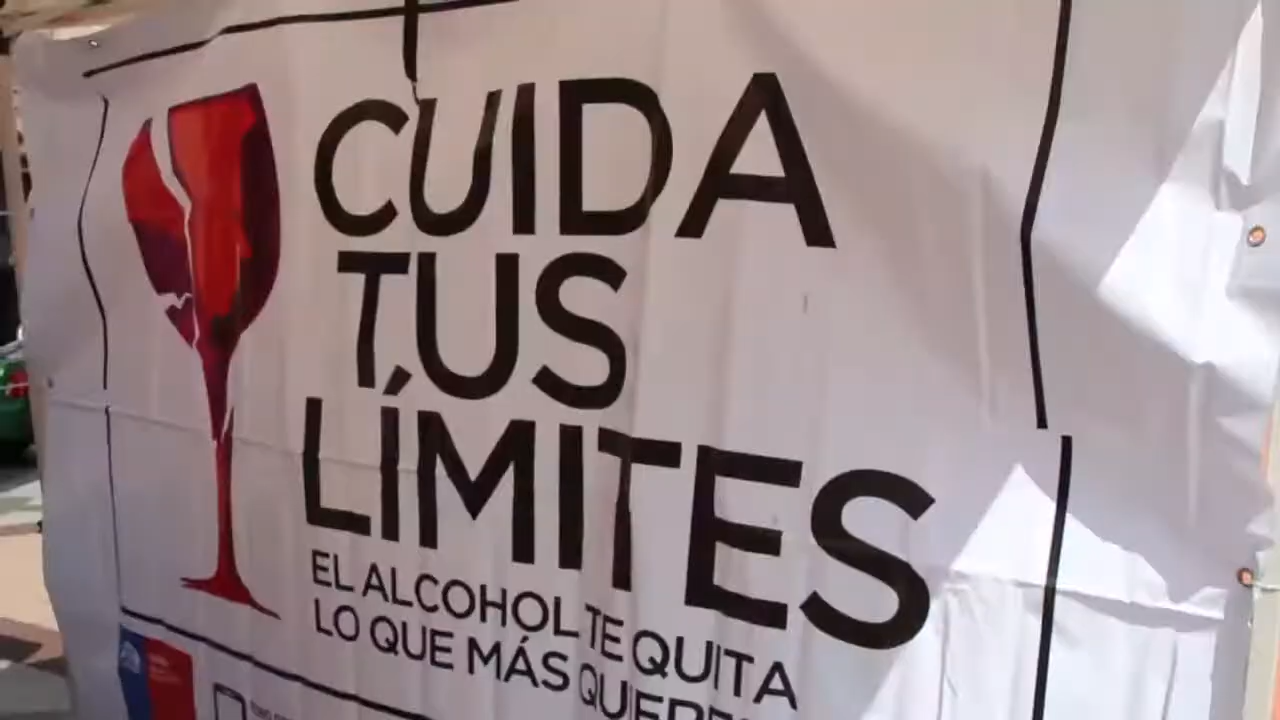 CUIDA
TUS
LÍMITES
EL ALCOHOL TE QUITA
LO QUE MÁS